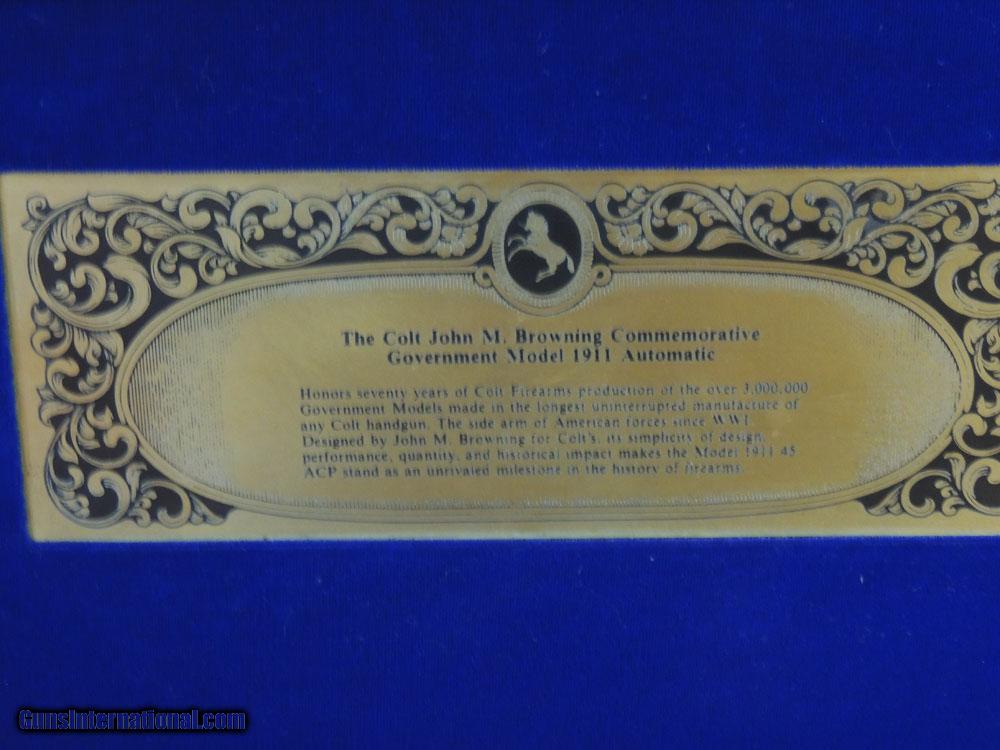 The Colt John M. Browning Commemorative
Government Model 1911 Automatic
Honors seventy years of Colt Firearms production of the over 3,000,000
Government Models made in the longest uninterrupted manufacture of
any Colt handgun. The side arm of American forces since WWI.
Designed by John M. Browning for Colt's, its simplicity of design,
performance, quantity, and historical impact makes the Model 1911 45
ACP stand as an unrivaled milestone in the history of firearms.
GunsInternational.com